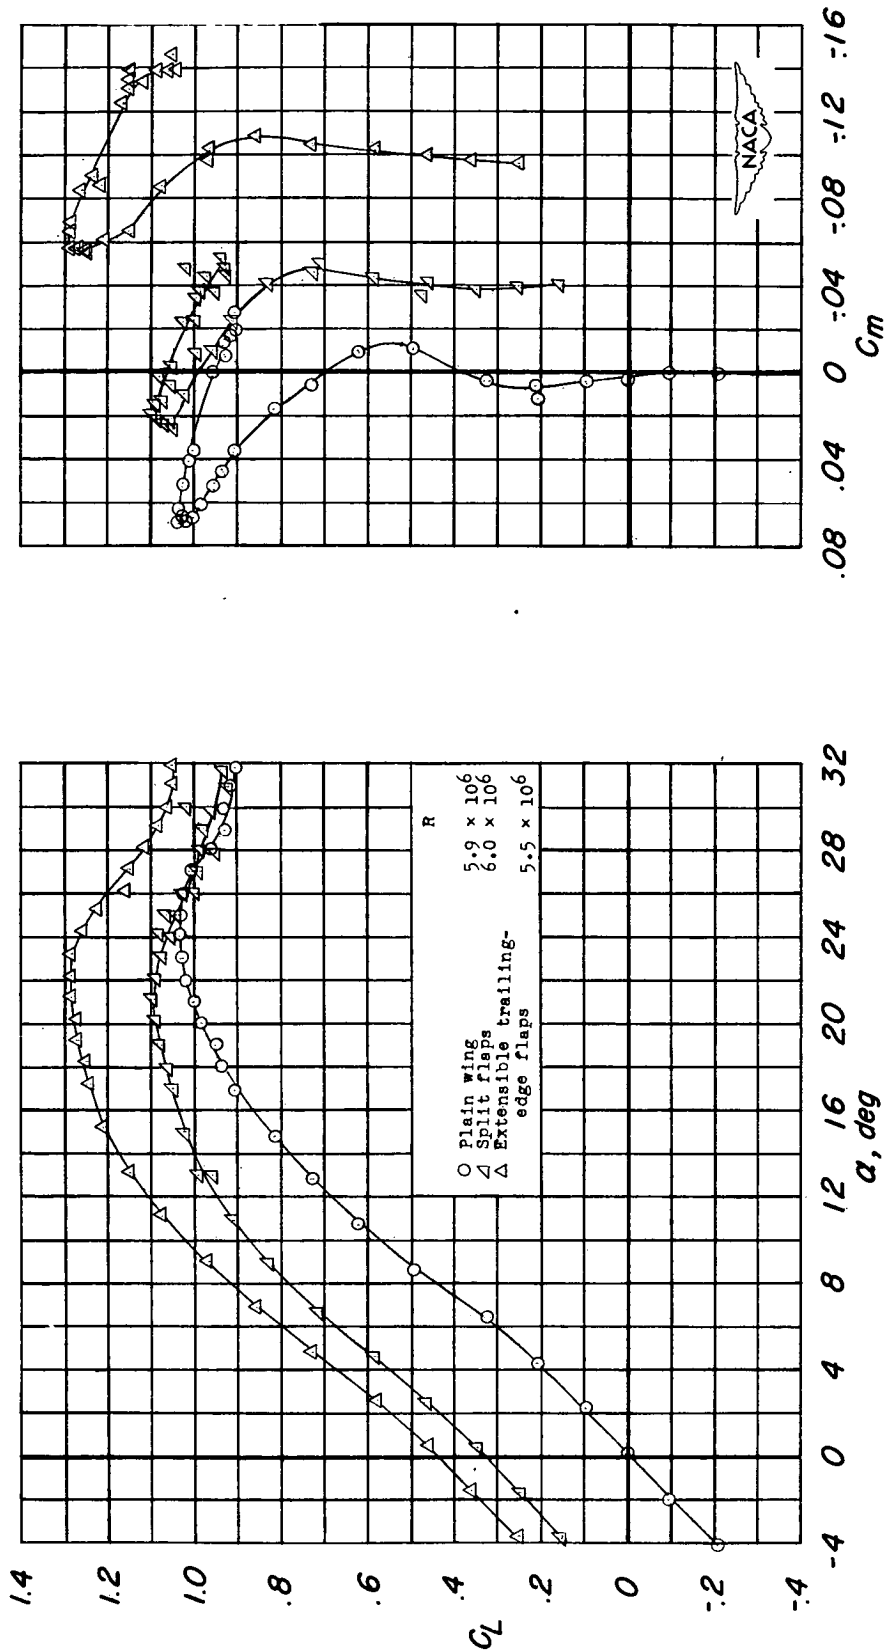 1.4
1.2
1.0
.8
.6
.4
.2
0
-.2
-.4
C_L
-4 0 4 8 12 16 20 24 28 32
α, deg
R
○ Plain wing 5.9 × 10⁶
◿ Split flaps 6.0 × 10⁶
△ Extensible trailing-
edge flaps 5.5 × 10⁶
.08 .04 0 -.04 -.08 -.12 -.16
C_m
NACA